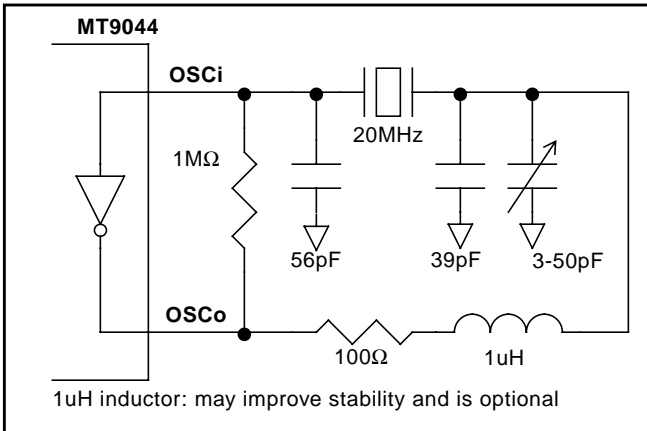 MT9044
OSCi
20MHz
1MΩ
56pF
39pF
3-50pF
OSCo
100Ω
1uH
1uH inductor: may improve stability and is optional